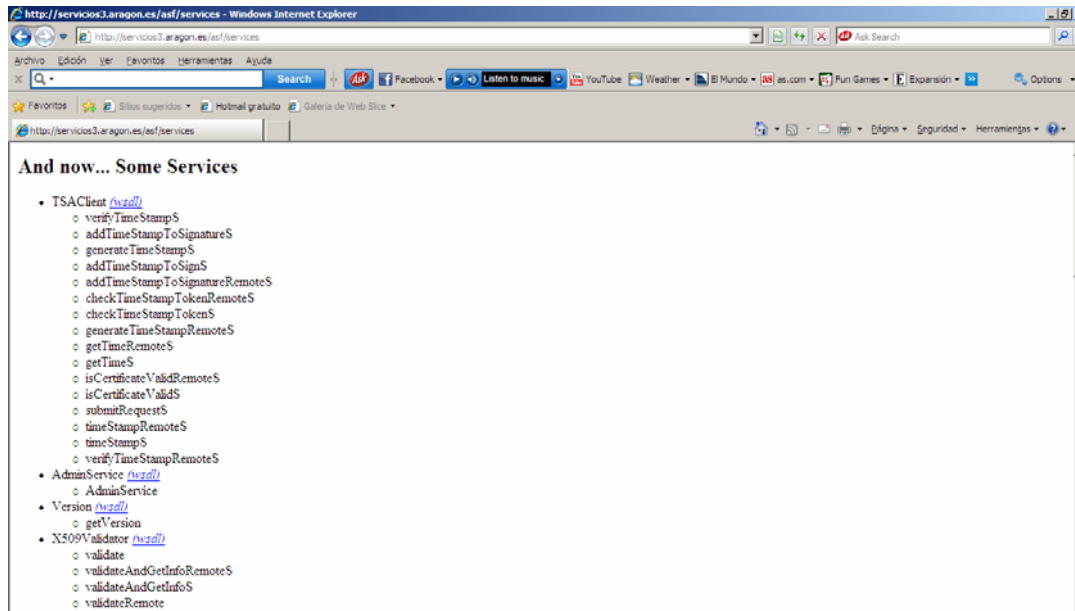 http://servicios3.aragon.es/asf/services - Windows Internet Explorer
http://servicios3.aragon.es/asf/services
Ask Search
Archivo Edición Ver Favoritos Herramientas Ayuda
Search Ask Facebook Listen to music YouTube Weather El Mundo as as.com Fun Games E Expansión Options
Favoritos Sitios sugeridos Hotmail gratuito Galería de Web Slice
http://servicios3.aragon.es/asf/services
Página Seguridad Herramientas
And now... Some Services
• TSAClient (wsdl)
verifyTimeStampS
addTimeStampToSignatureS
generateTimeStampS
addTimeStampToSignS
addTimeStampToSignatureRemoteS
checkTimeStampTokenRemoteS
checkTimeStampTokenS
generateTimeStampRemoteS
getTimeRemoteS
getTimeS
isCertificateValidRemoteS
isCertificateValidS
submitRequestS
timeStampRemoteS
timeStampS
verifyTimeStampRemoteS
• AdminService (wsdl)
AdminService
• Version (wsdl)
getVersion
• X509Validator (wsdl)
validate
validateAndGetInfoRemoteS
validateAndGetInfoS
validateRemote